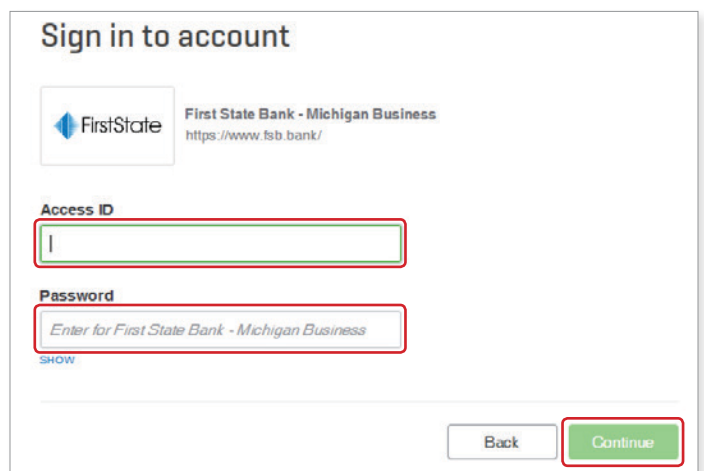 Sign in to account
FirstState
First State Bank - Michigan Business
https://www.fsb.bank/
Access ID
Password
Enter for First State Bank - Michigan Business
SHOW
Back
Continue